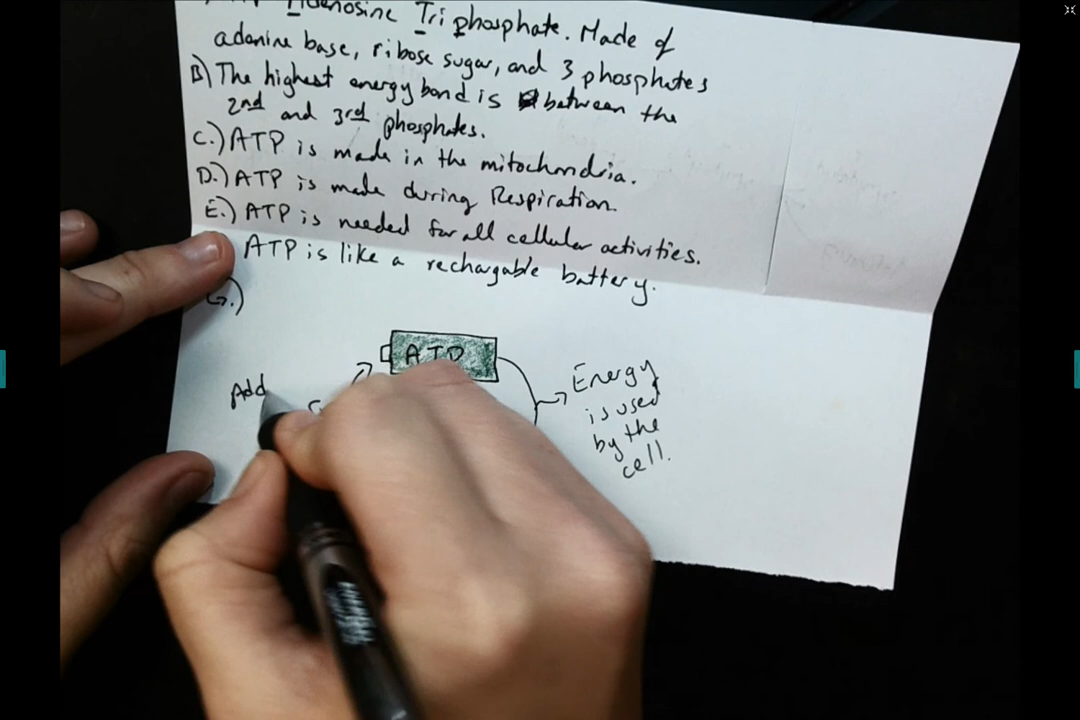 Adenosine Triphosphate. Made of
adenine base, ribose sugar, and 3 phosphates
B.) The highest energy bond is between the
2nd and 3rd phosphates.
C.) ATP is made in the mitochondria.
D.) ATP is made during Respiration.
E.) ATP is needed for all cellular activities.
ATP is like a rechargable battery.
G.)
ATP
Add
Energy
is used
by the
cell.